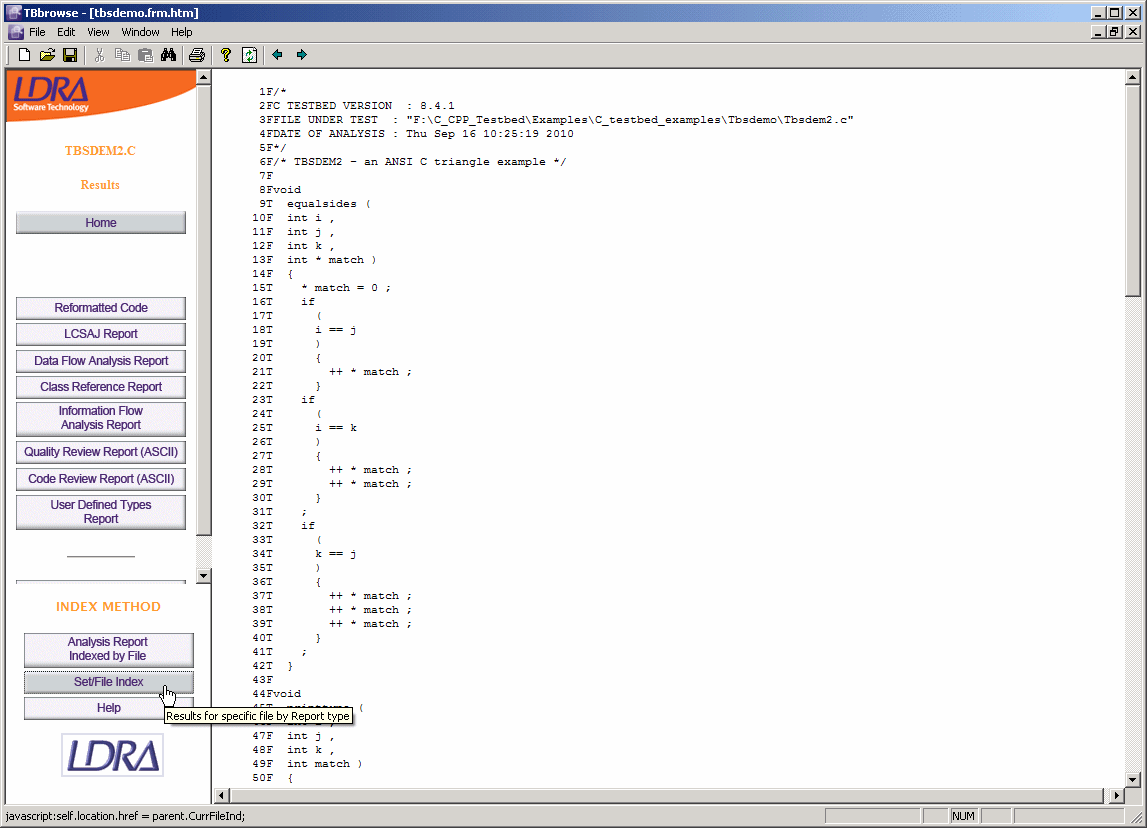 TBbrowse - [tbsdemo.frm.htm]
File Edit View Window Help
LDRA
Software Technology
TBSDEM2.C
Results
Home
Reformatted Code
LCSAJ Report
Data Flow Analysis Report
Class Reference Report
Information Flow
Analysis Report
Quality Review Report (ASCII)
Code Review Report (ASCII)
User Defined Types
Report
INDEX METHOD
Analysis Report
Indexed by File
Set/File Index
Help
Results for specific file by Report type
LDRA
1F/*
2FC TESTBED VERSION : 8.4.1
3FFILE UNDER TEST : "F:\C_CPP_Testbed\Examples\C_testbed_examples\Tbsdemo\Tbsdem2.c"
4FDATE OF ANALYSIS : Thu Sep 16 10:25:19 2010
5F*/
6F/* TBSDEM2 - an ANSI C triangle example */
7F
8Fvoid
9T equalsides (
10F int i ,
11F int j ,
12F int k ,
13F int * match )
14F {
15T * match = 0 ;
16T if
17T (
18T i == j
19T )
20T {
21T ++ * match ;
22T }
23T if
24T (
25T i == k
26T )
27T {
28T ++ * match ;
29T ++ * match ;
30T }
31T ;
32T if
33T (
34T k == j
35T )
36T {
37T ++ * match ;
38T ++ * match ;
39T ++ * match ;
40T }
41T ;
42T }
43F
44Fvoid
(
47F int j ,
48F int k ,
49F int match )
50F {
javascript:self.location.href = parent.CurrFileInd;
NUM